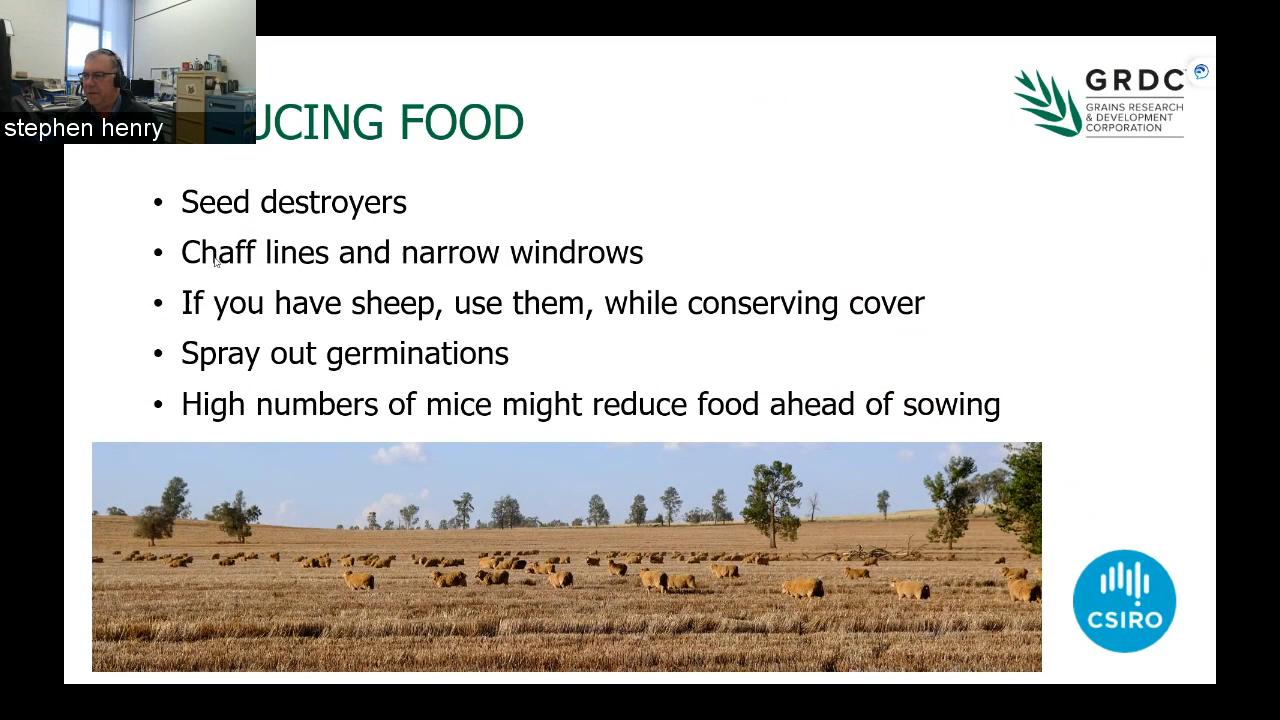 stephen henry
UCING FOOD
GRDC
GRAINS RESEARCH
& DEVELOPMENT
CORPORATION
• Seed destroyers
• Chaff lines and narrow windrows
• If you have sheep, use them, while conserving cover
• Spray out germinations
• High numbers of mice might reduce food ahead of sowing
CSIRO